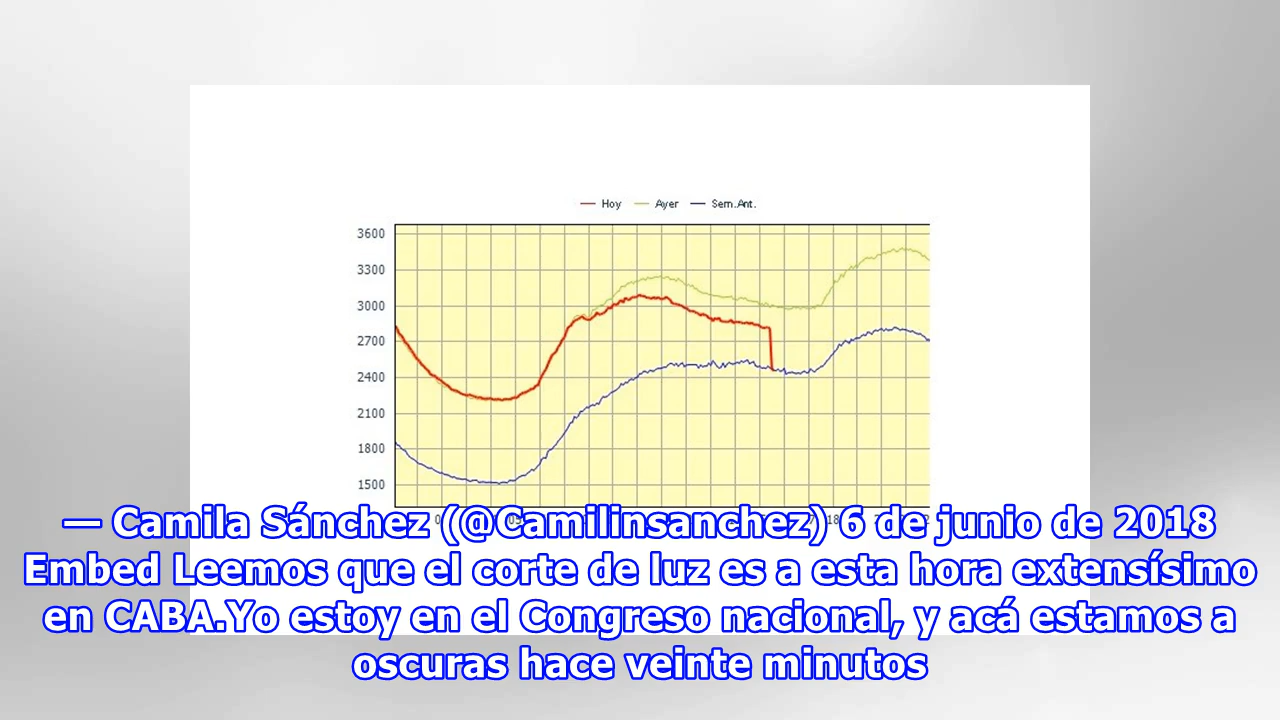 Hoy Ayer Sem.Ant.
3600
3300
3000
2700
2400
2100
1800
1500
— Camila Sánchez (@Camilinsanchez) 6 de junio de 2018
Embed Leemos que el corte de luz es a esta hora extensísimo
en CABA.Yo estoy en el Congreso nacional, y acá estamos a
oscuras hace veinte minutos